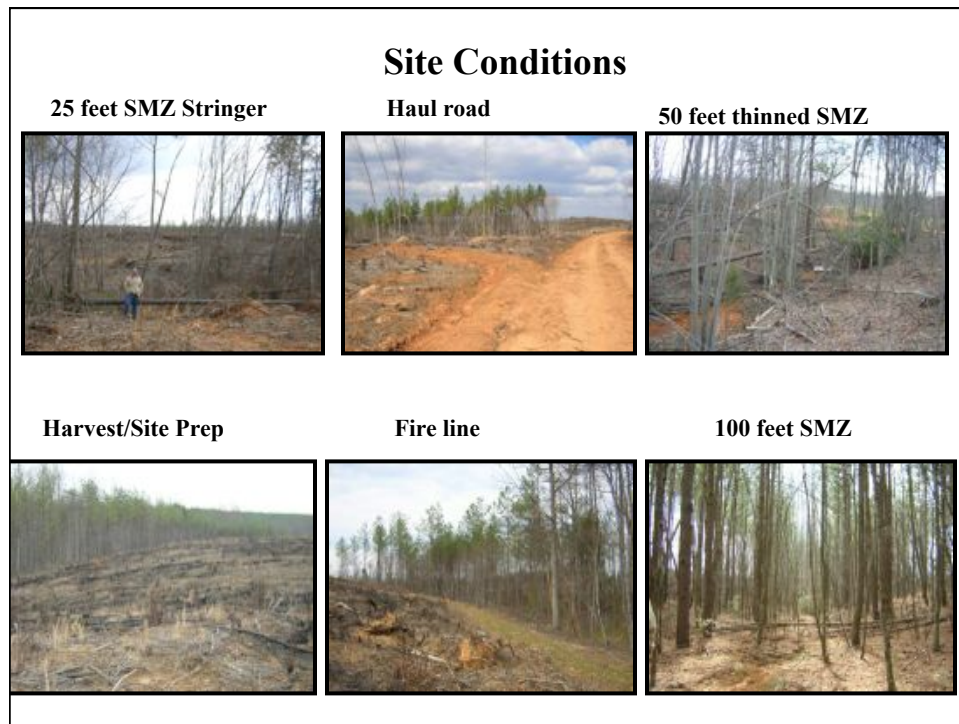 Site Conditions
25 feet SMZ Stringer
Haul road
50 feet thinned SMZ
Harvest/Site Prep
Fire line
100 feet SMZ